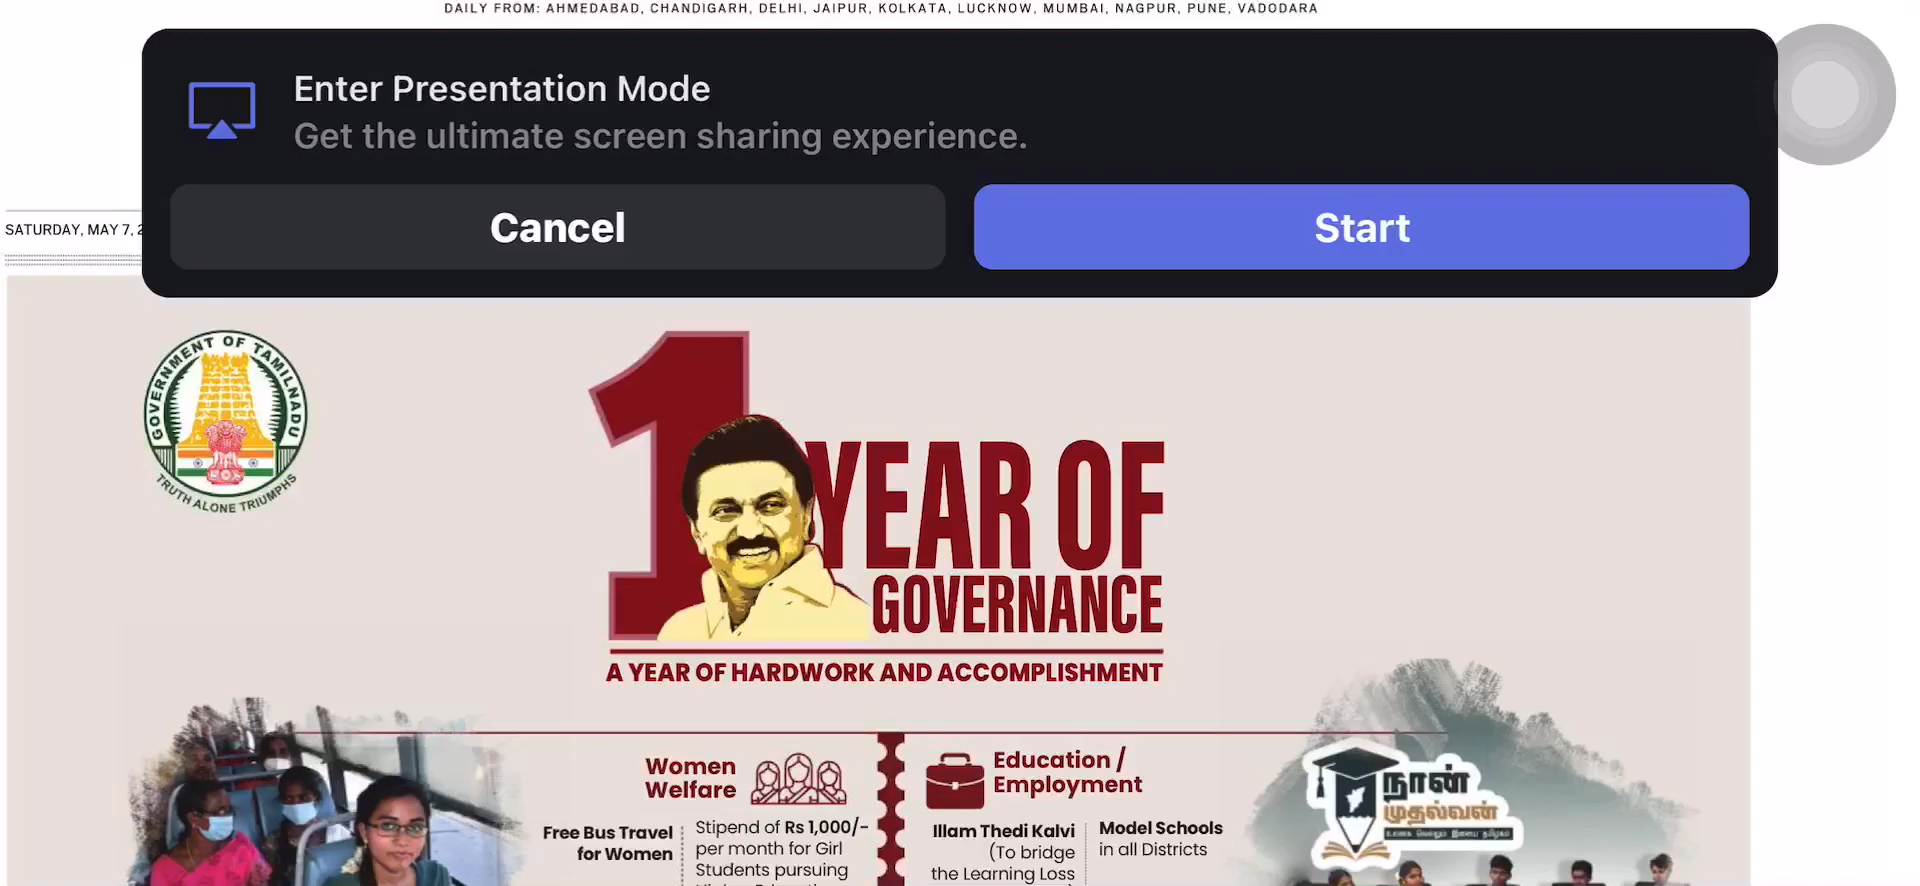 DAILY FROM: AHMEDABAD, CHANDIGARH, DELHI, JAIPUR, KOLKATA, LUCKNOW, MUMBAI, NAGPUR, PUNE, VADODARA
Enter Presentation Mode
Get the ultimate screen sharing experience.
Cancel
Start
SATURDAY, MAY 7, 2
GOVERNMENT OF TAMILNADU
TRUTH ALONE TRIUMPHS
1 YEAR OF
GOVERNANCE
A YEAR OF HARDWORK AND ACCOMPLISHMENT
Women
Welfare
Free Bus Travel
for Women
Stipend of Rs 1,000/-
per month for Girl
Students pursuing
Education /
Employment
Illam Thedi Kalvi
(To bridge
the Learning Loss
Model Schools
in all Districts
நான்
முதல்வன்